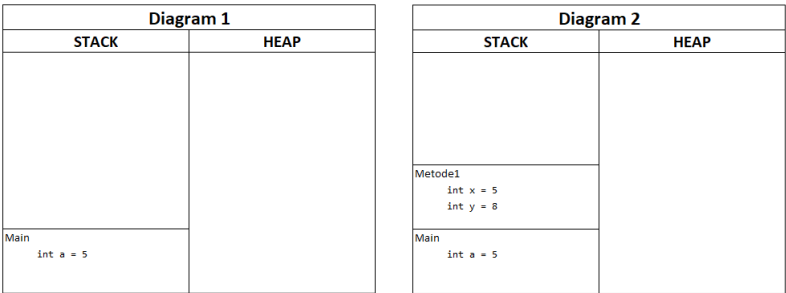 Diagram 1
STACK
HEAP
Main
int a = 5
Diagram 2
STACK
HEAP
Metode1
int x = 5
int y = 8
Main
int a = 5